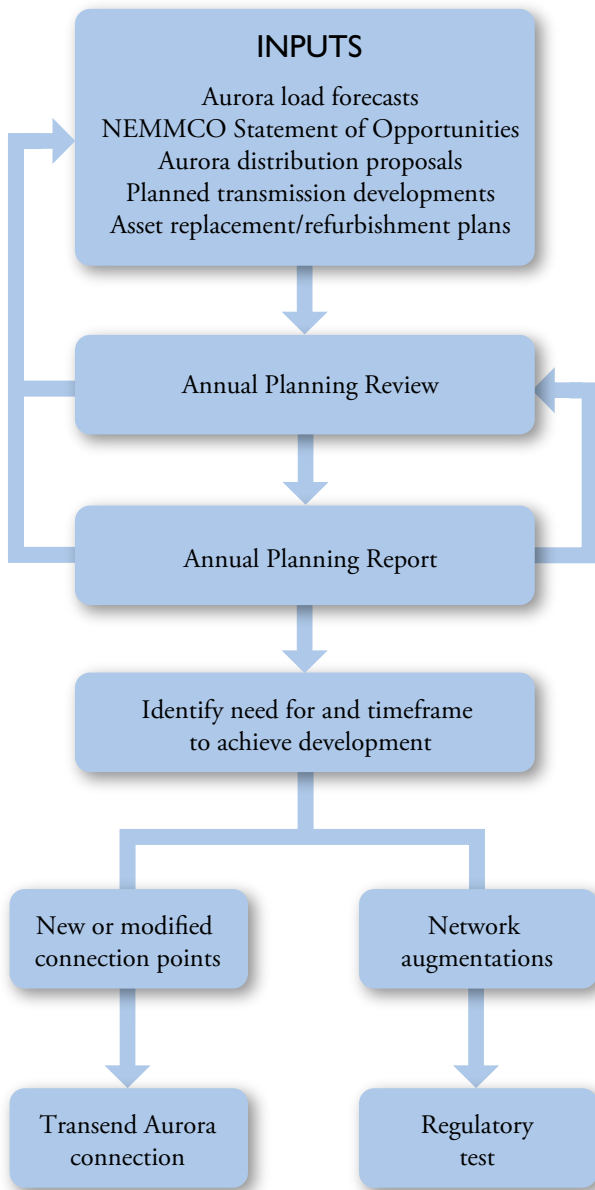 INPUTS
Aurora load forecasts
NEMMCO Statement of Opportunities
Aurora distribution proposals
Planned transmission developments
Asset replacement/refurbishment plans
Annual Planning Review
Annual Planning Report
Identify need for and timeframe
to achieve development
New or modified
connection points
Network
augmentations
Transend Aurora
connection
Regulatory
test